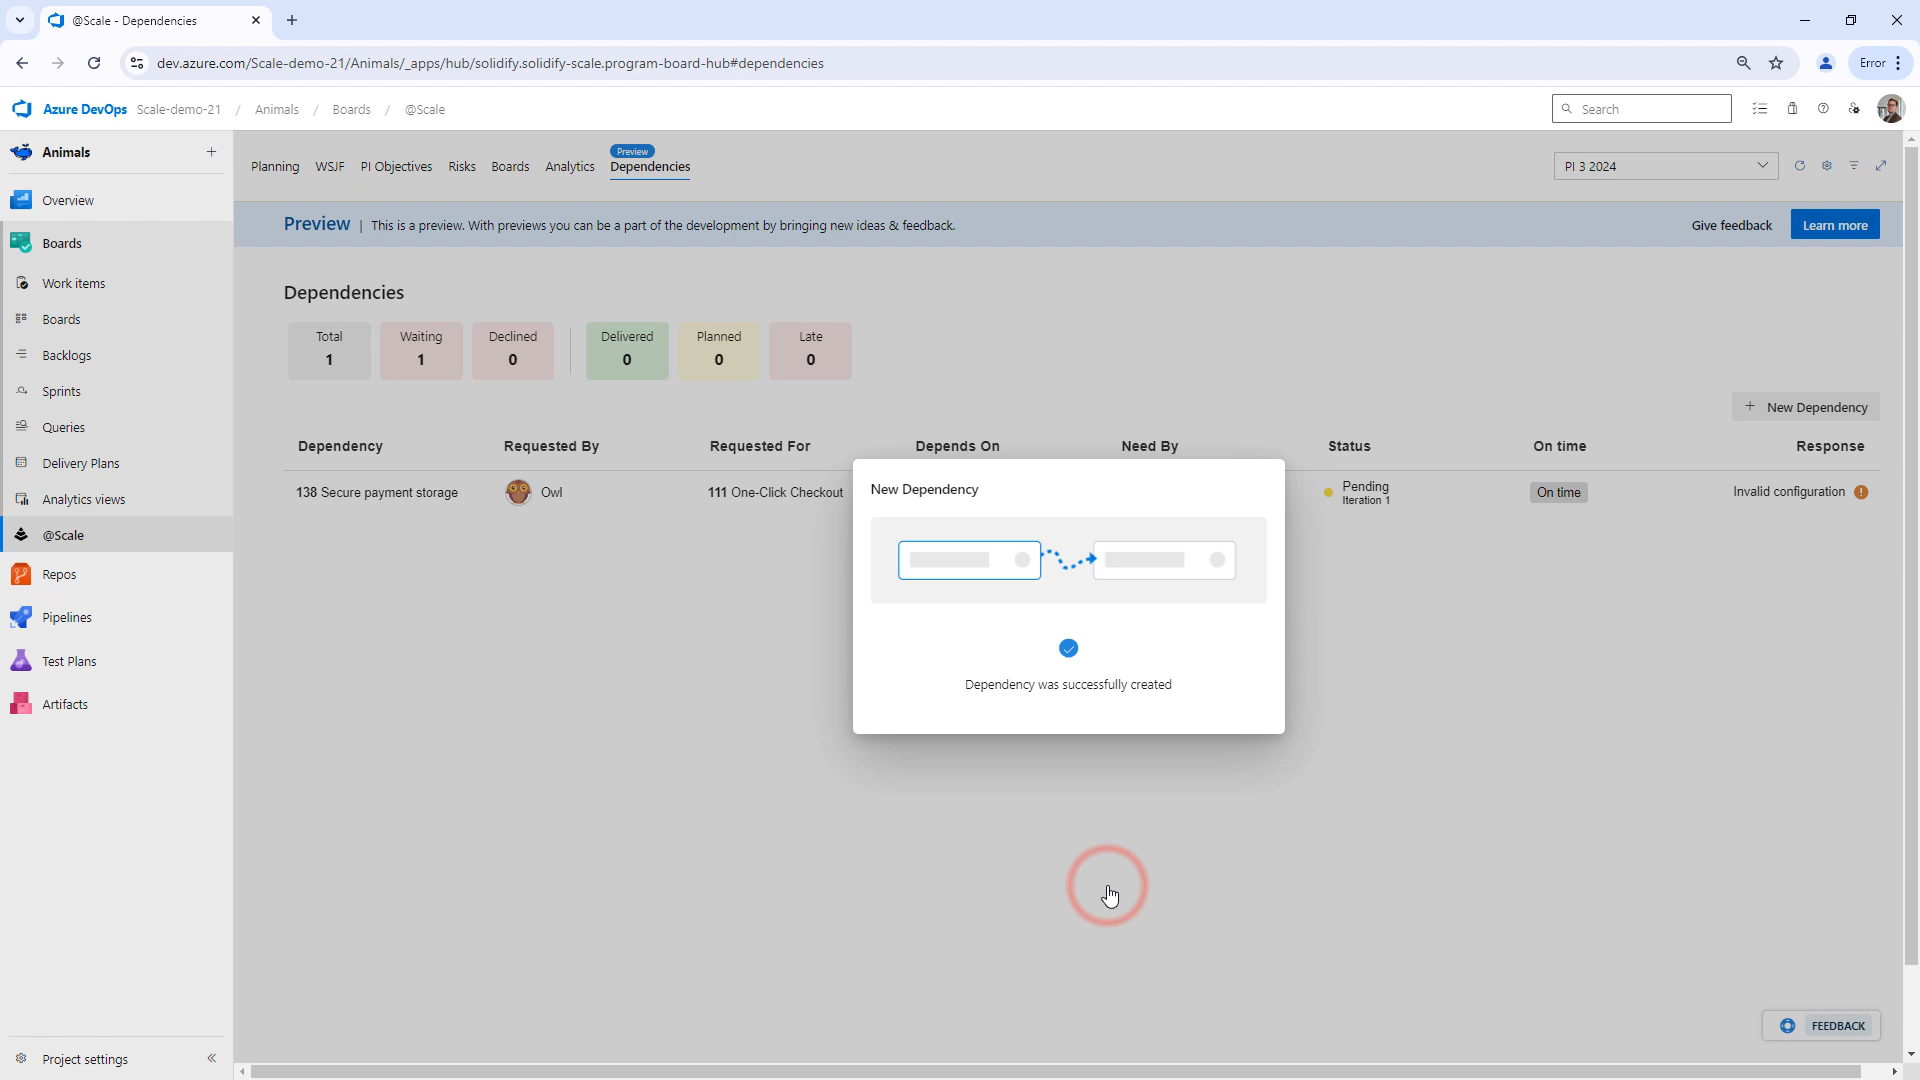 @Scale - Dependencies
dev.azure.com/Scale-demo-21/Animals/_apps/hub/solidify.solidify-scale.program-board-hub#dependencies
Error
Azure DevOps Scale-demo-21 / Animals / Boards / @Scale
Search
Animals
Overview
Boards
Work items
Boards
Backlogs
Sprints
Queries
Delivery Plans
Analytics views
@Scale
Repos
Pipelines
Test Plans
Artifacts
Project settings
Preview
Planning WSJF PI Objectives Risks Boards Analytics Dependencies
PI 3 2024
Preview | This is a preview. With previews you can be a part of the development by bringing new ideas & feedback.
Give feedback
Learn more
Dependencies
Total Waiting Declined Delivered Planned Late
1 1 0 0 0 0
+ New Dependency
Dependency Requested By Requested For Depends On Need By Status On time Response
138 Secure payment storage Owl 111 One-Click Checkout Pending On time Invalid configuration
Iteration 1
New Dependency
Dependency was successfully created
FEEDBACK